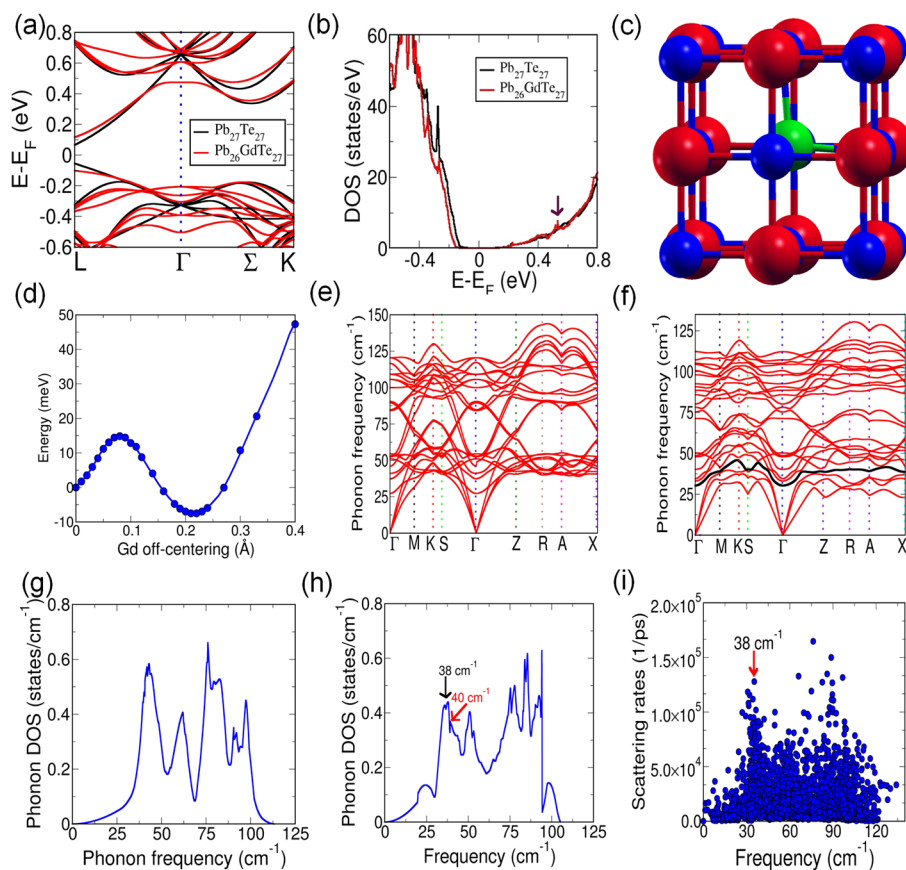 (a)
0.8
0.6
0.4
0.2
0
-0.2
-0.4
-0.6
E-E_F (eV)
Pb₂₇Te₂₇
Pb₂₆GdTe₂₇
L Γ Σ K
(b)
60
40
20
0
DOS (states/eV)
Pb₂₇Te₂₇
Pb₂₆GdTe₂₇
-0.4 0 0.4 0.8
E-E_F (eV)
(c)
(d)
50
40
30
20
10
0
-10
Energy (meV)
0 0.1 0.2 0.3 0.4
Gd off-centering (Å)
(e)
150
125
100
75
50
25
0
Phonon frequency (cm⁻¹)
Γ M K S Γ Z R A X
(f)
125
100
75
50
25
0
Phonon frequency (cm⁻¹)
Γ M K S Γ Z R A X
(g)
0.8
0.6
0.4
0.2
0
Phonon DOS (states/cm⁻¹)
0 25 50 75 100 125
Phonon frequency (cm⁻¹)
(h)
0.8
0.6
0.4
0.2
0
Phonon DOS (states/cm⁻¹)
38 cm⁻¹
40 cm⁻¹
0 25 50 75 100 125
Frequency (cm⁻¹)
(i)
2.0×10⁵
1.5×10⁵
1.0×10⁵
5.0×10⁴
0.0
Scattering rates (1/ps)
38 cm⁻¹
0 30 60 90 120
Frequency (cm⁻¹)